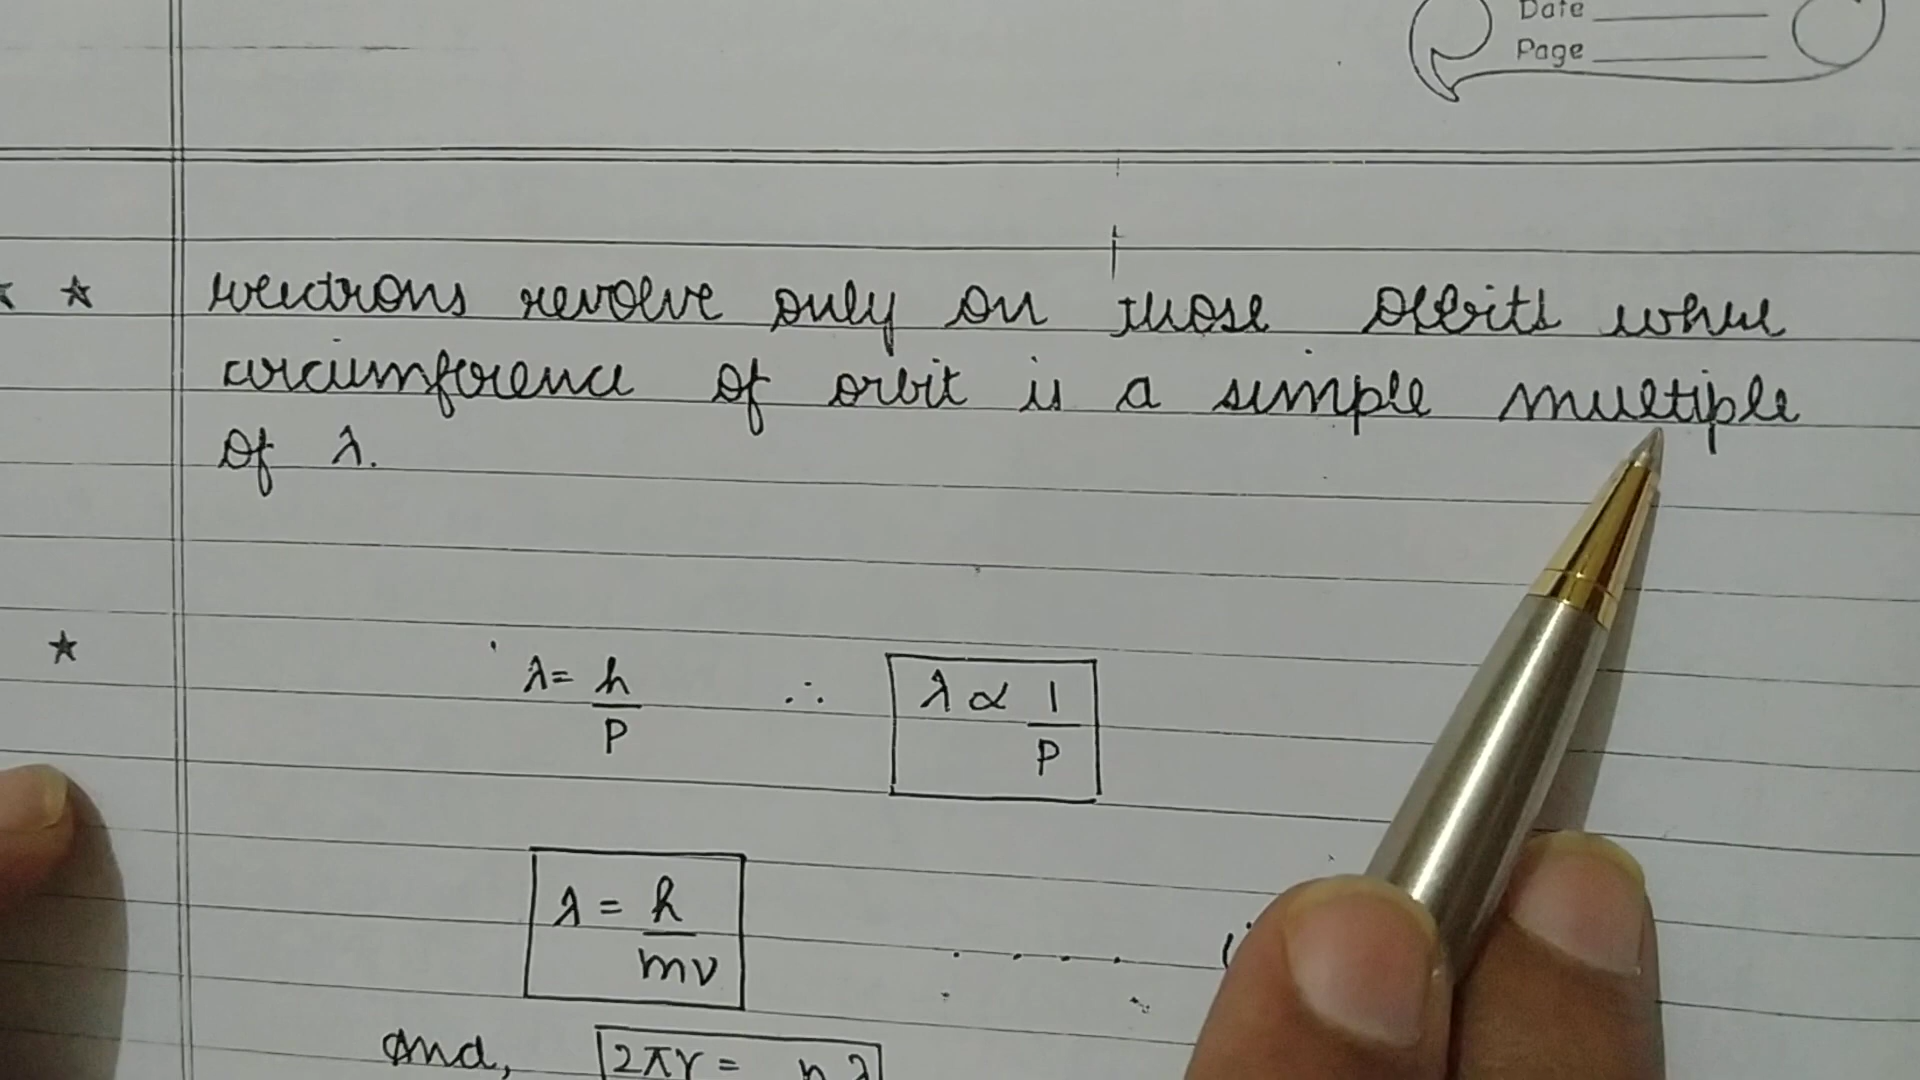 Date
Page
electrons revolve only on those orbits whose
circumference of orbit is a simple multiple
of λ.
λ = h/P ∴ λ ∝ 1/P
λ = h/mv . . . . (i
And, 2πr = nλ